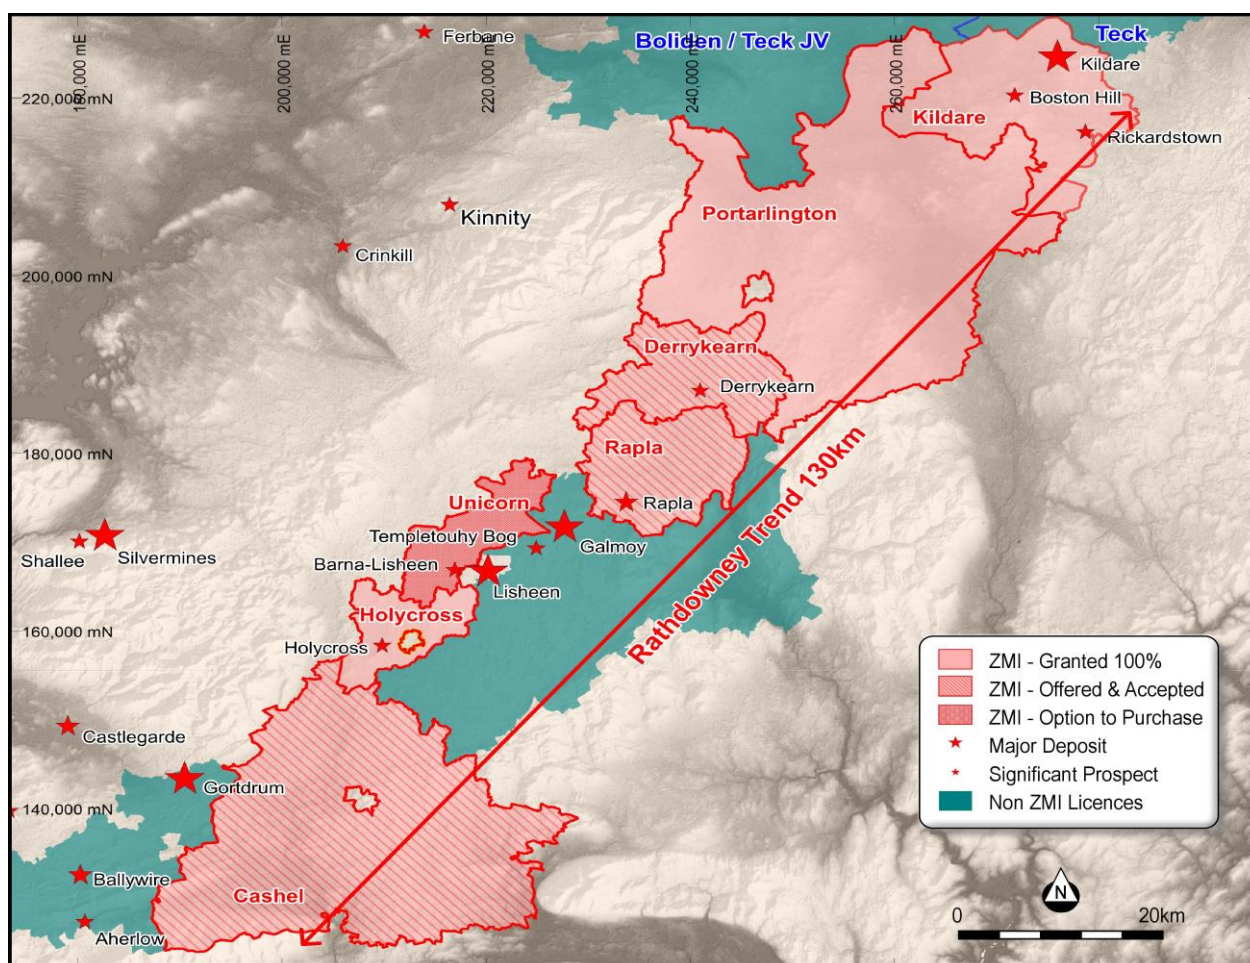 Ferbane
Boliden / Teck JV
Teck
Kildare
180,000 mE
200,000 mE
220,000 mE
240,000 mE
260,000 mE
220,000 mN
Boston Hill
Kildare
Rickardstown
Kinnity
Portarlington
Crinkill
200,000 mN
Derrykearn
Derrykearn
180,000 mN
Rapla
Unicorn
Rapla
Templetouhy Bog
Galmoy
Shallee
Silvermines
Barna-Lisheen
Lisheen
Rathdowney Trend 130km
Holycross
160,000 mN
Holycross
ZMI - Granted 100%
ZMI - Offered & Accepted
ZMI - Option to Purchase
Major Deposit
Significant Prospect
Non ZMI Licences
Castlegarde
Gortdrum
140,000 mN
Ballywire
Cashel
Aherlow
N
0 20km